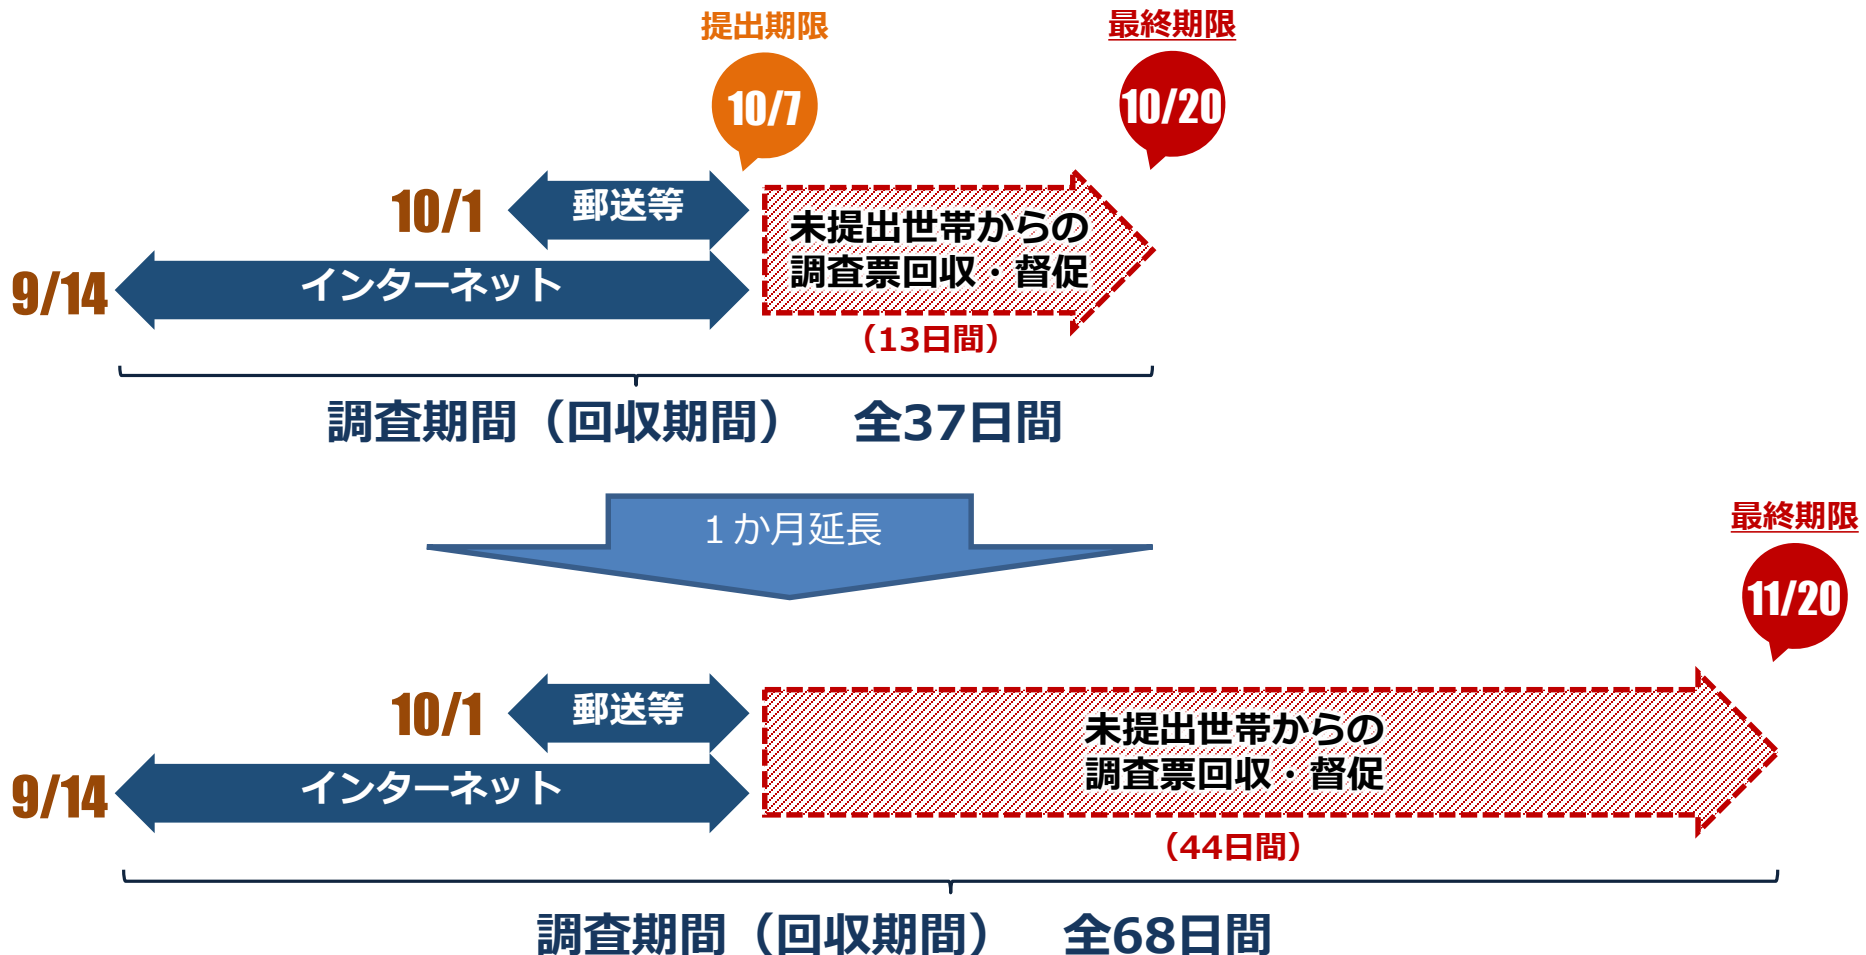 提出期限
最終期限
10/7
10/20
10/1
郵送等
9/14
インターネット
未提出世帯からの
調査票回収・督促
（13日間）
調査期間（回収期間）　全37日間
１か月延長
最終期限
11/20
10/1
郵送等
9/14
インターネット
未提出世帯からの
調査票回収・督促
（44日間）
調査期間（回収期間）　全68日間